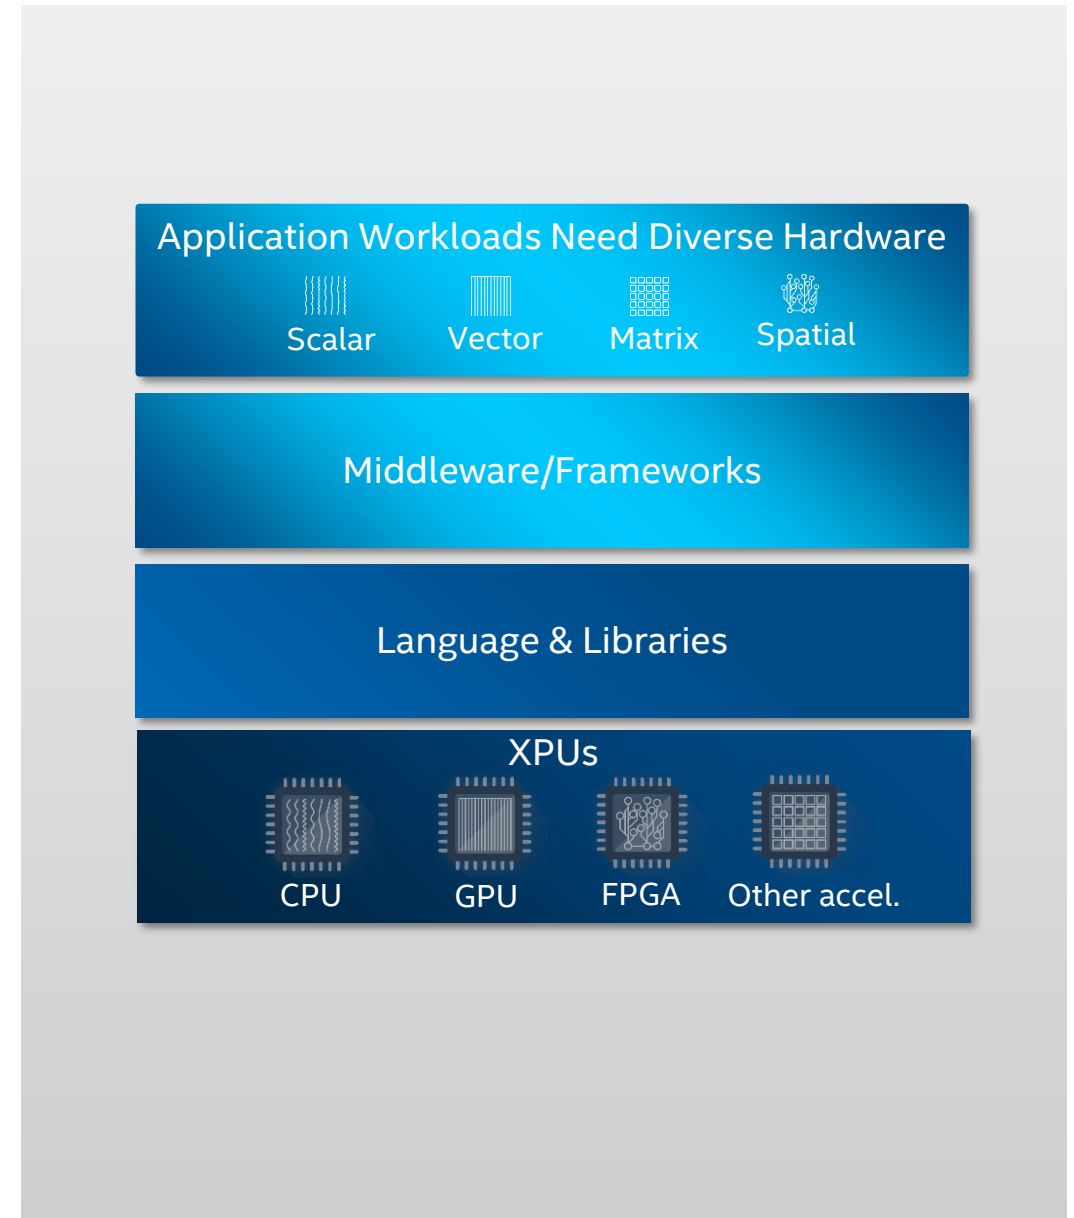 Application Workloads Need Diverse Hardware
Scalar Vector Matrix Spatial
Middleware/Frameworks
Language & Libraries
XPUs
CPU GPU FPGA Other accel.